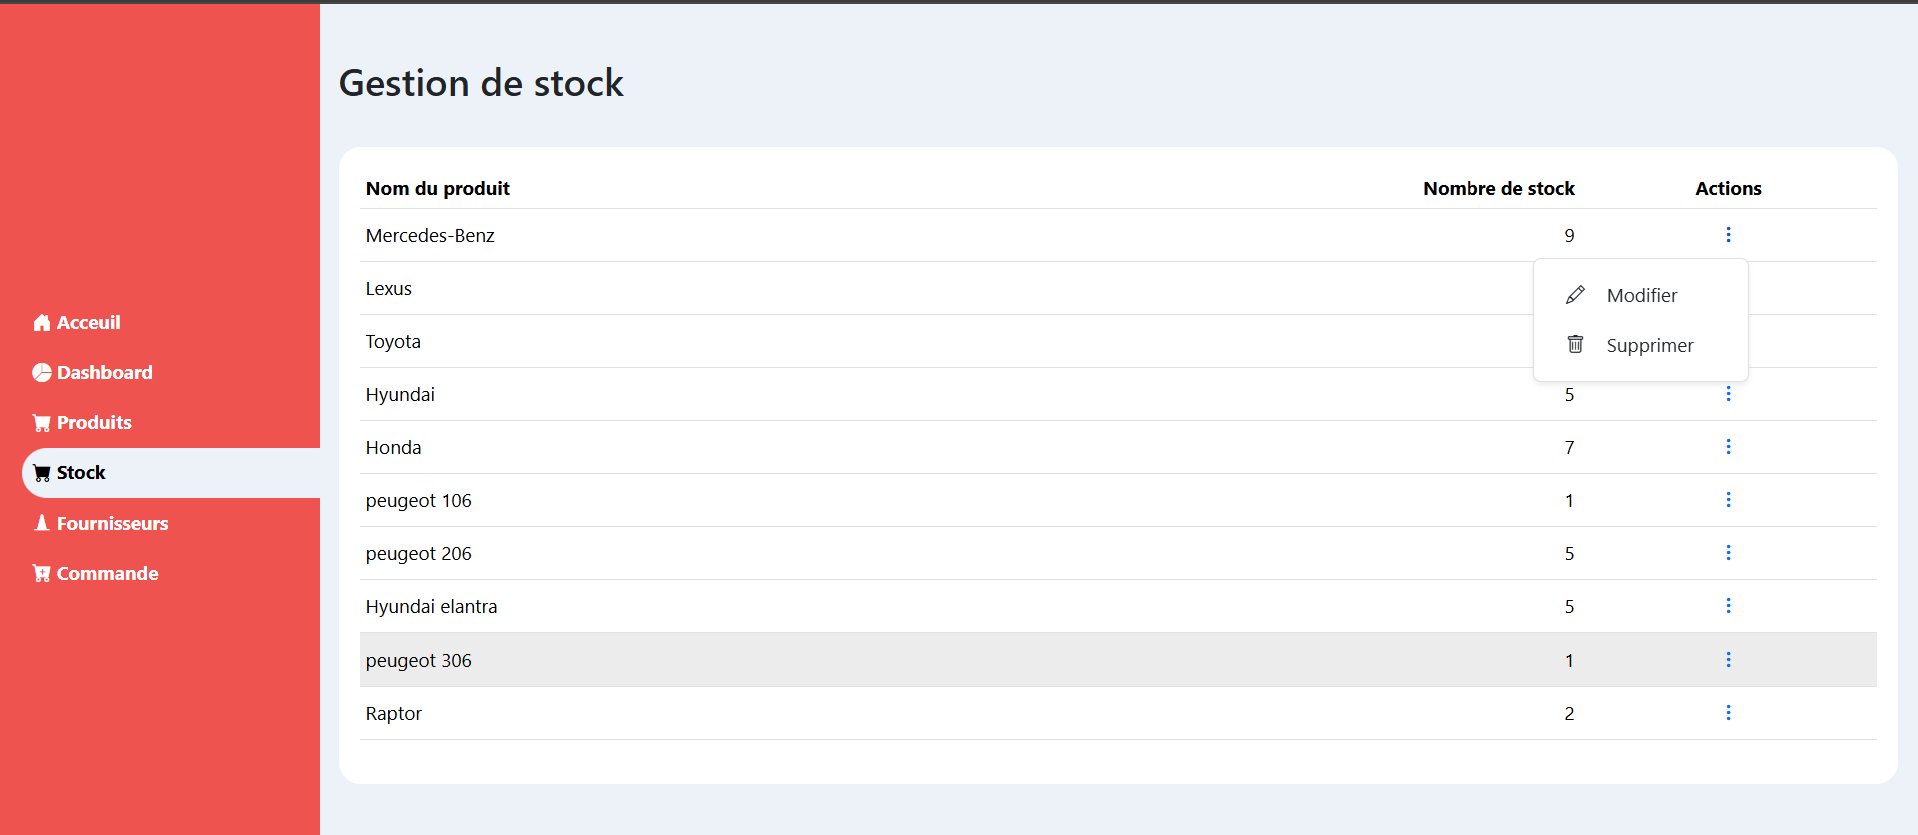 Gestion de stock
Nom du produit Nombre de stock Actions
Mercedes-Benz 9
Lexus
Toyota
Hyundai 5
Honda 7
peugeot 106 1
peugeot 206 5
Hyundai elantra 5
peugeot 306 1
Raptor 2
Modifier
Supprimer
Acceuil
Dashboard
Produits
Stock
Fournisseurs
Commande